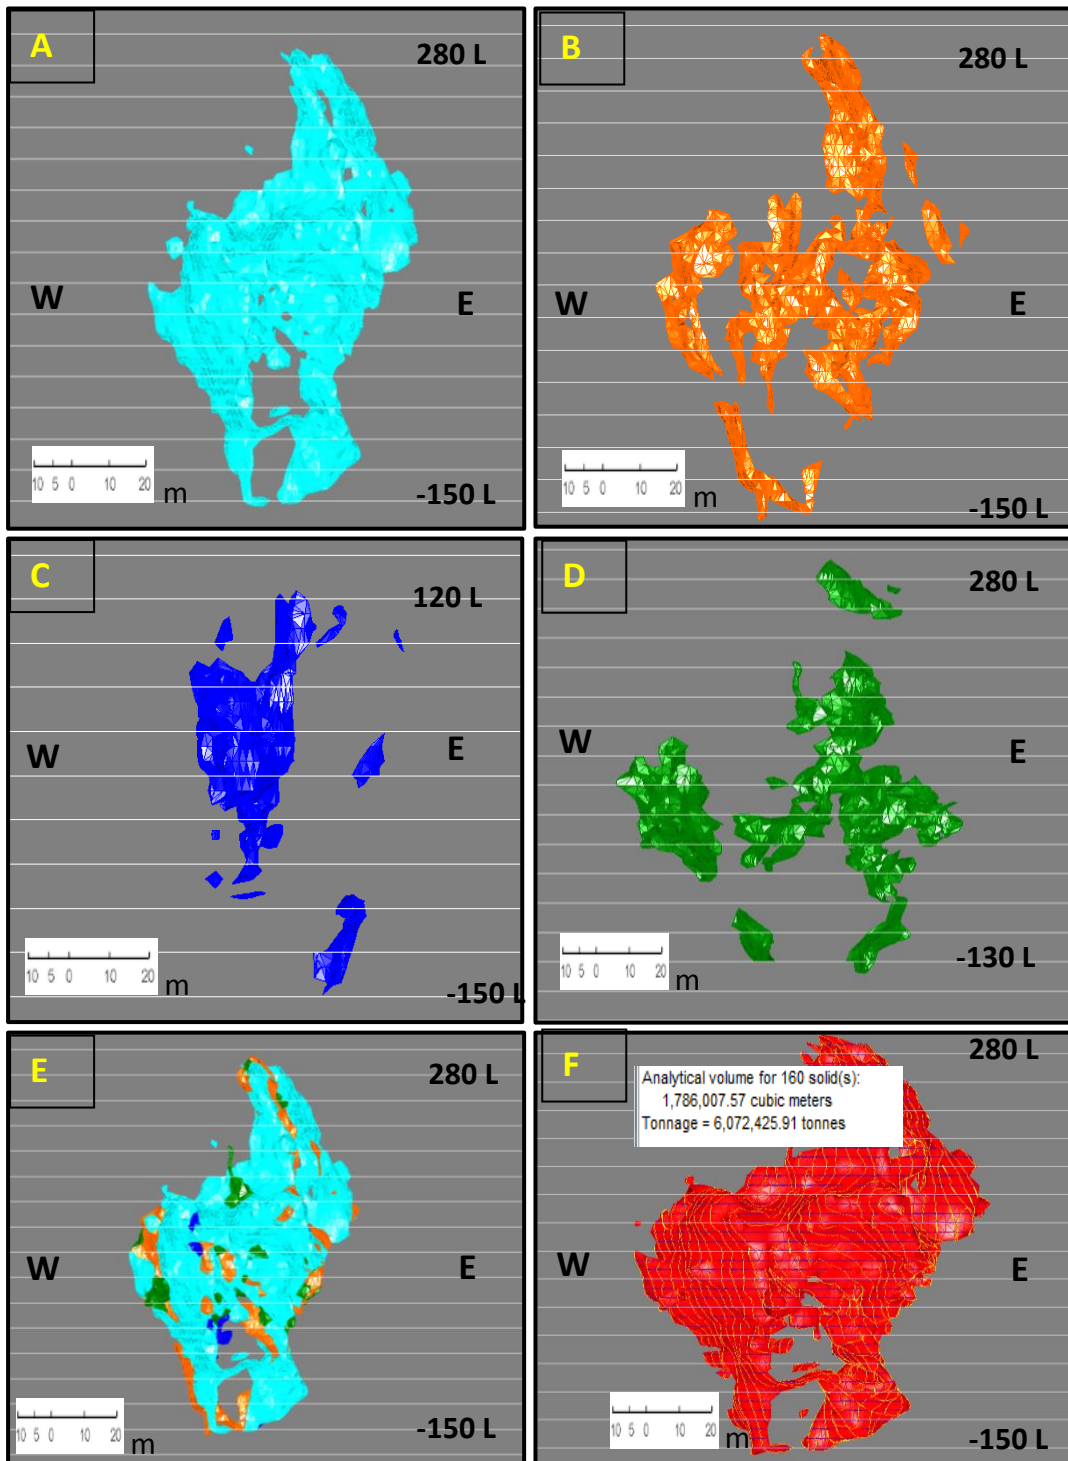 A
280 L
W
E
10 5 0 10 20
m
-150 L
B
280 L
W
E
10 5 0 10 20
m
-150 L
C
120 L
W
E
10 5 0 10 20
m
-150 L
D
280 L
W
E
10 5 0 10 20
m
-130 L
E
280 L
W
E
10 5 0 10 20
m
-150 L
F
280 L
Analytical volume for 160 solid(s):
1,786,007.57 cubic meters
Tonnage = 6,072,425.91 tonnes
W
E
10 5 0 10 20
m
-150 L